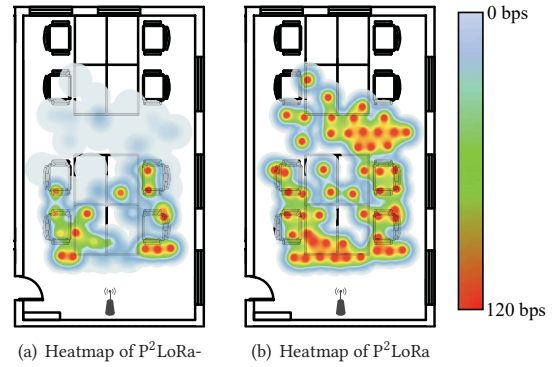 0 bps
120 bps
(a) Heatmap of P²LoRa-
(b) Heatmap of P²LoRa